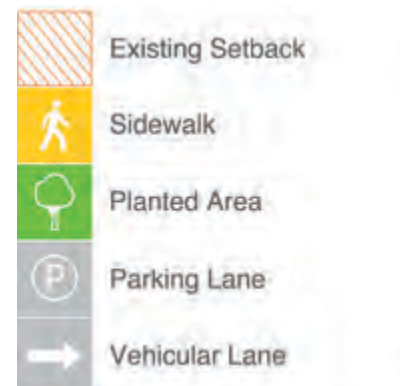 Existing Setback
Sidewalk
Planted Area
P
Parking Lane
Vehicular Lane